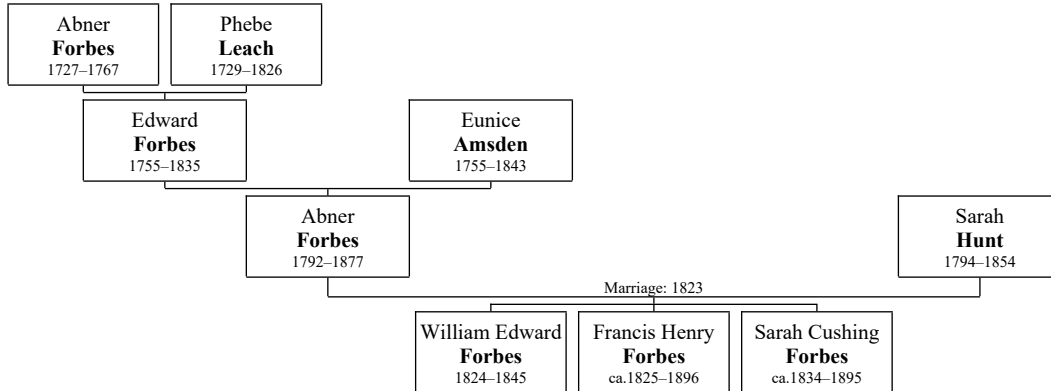 Abner
Forbes
1727–1767
Phebe
Leach
1729–1826
Edward
Forbes
1755–1835
Eunice
Amsden
1755–1843
Abner
Forbes
1792–1877
Sarah
Hunt
1794–1854
Marriage: 1823
William Edward
Forbes
1824–1845
Francis Henry
Forbes
ca.1825–1896
Sarah Cushing
Forbes
ca.1834–1895